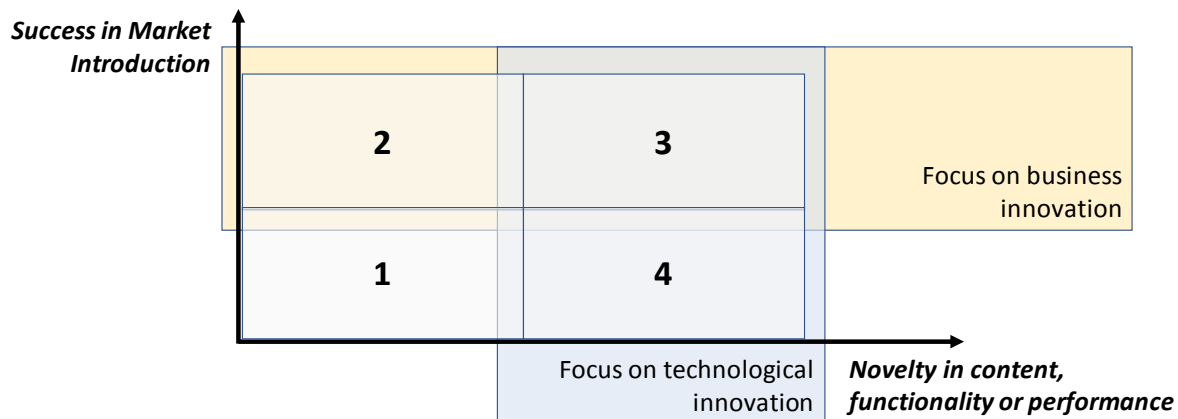 Success in Market
Introduction
2
3
Focus on business
innovation
1
4
Focus on technological
innovation
Novelty in content,
functionality or performance